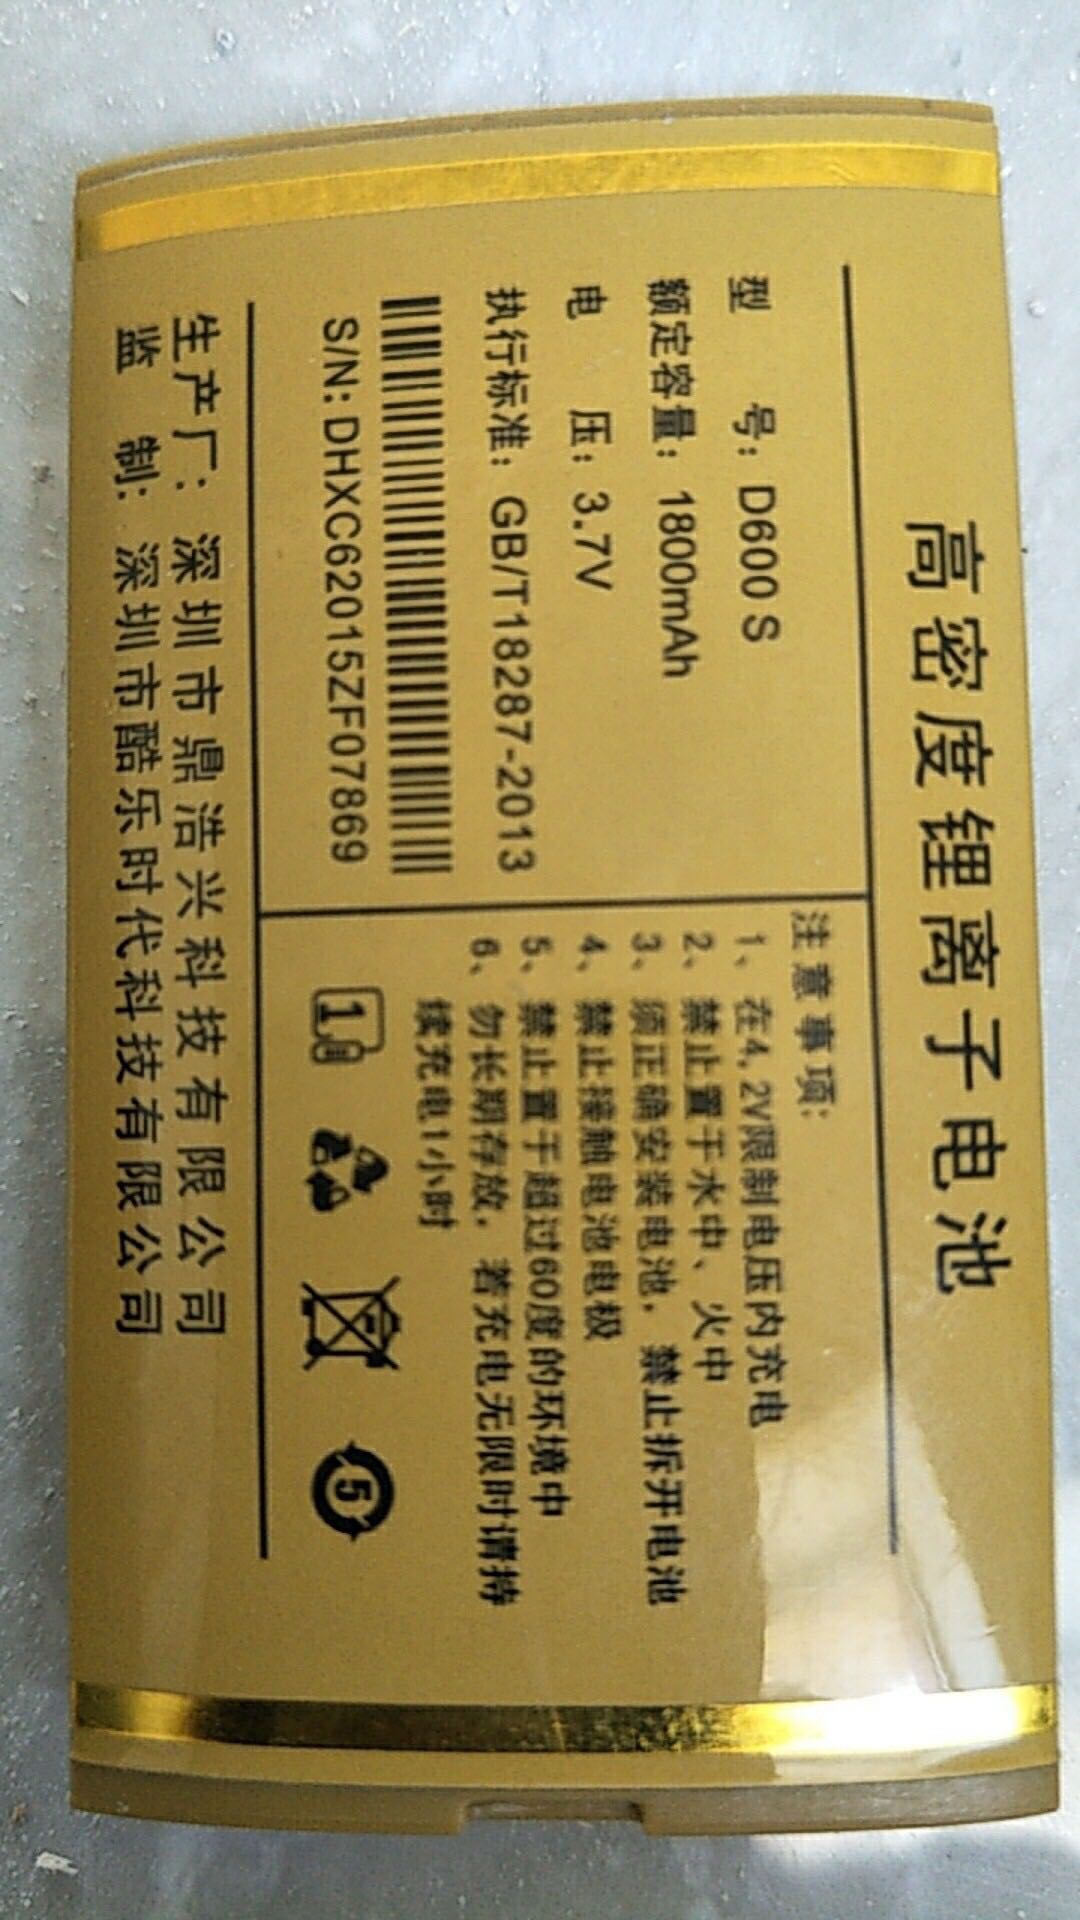 高密度锂离子电池
型 号：D600 S
额定容量：1800mAh
电 压：3.7V
执行标准：GB/T18287-2013
S/N：DHXC62015ZF07869
注意事项：
1、在4.2V限制电压内充电
2、禁止置于水中、火中
3、须正确安装电池，禁止拆开电池
4、禁止接触电池电极
5、禁止置于超过60度的环境中
6、勿长期存放，若充电无限时请持
续充电1小时
1
5
生产厂：深圳市鼎浩兴科技有限公司
监 制：深圳市酷乐时代科技有限公司